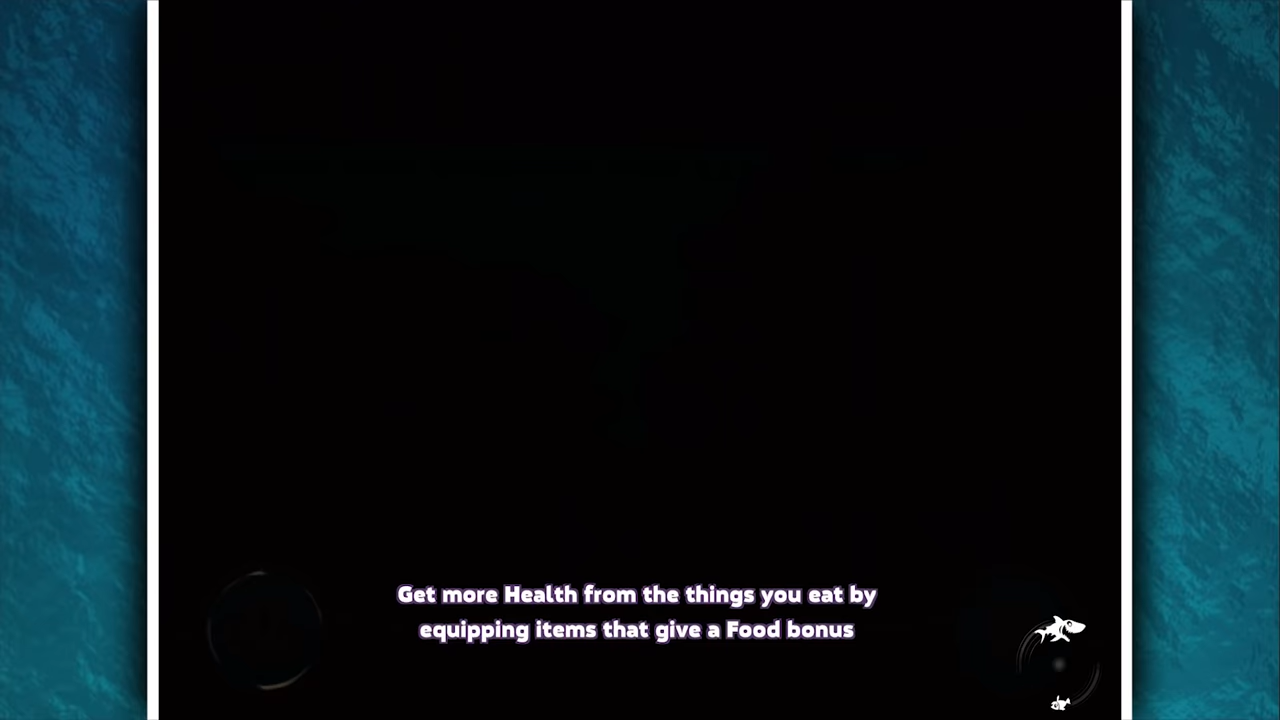 Get more Health from the things you eat by
equipping items that give a Food bonus